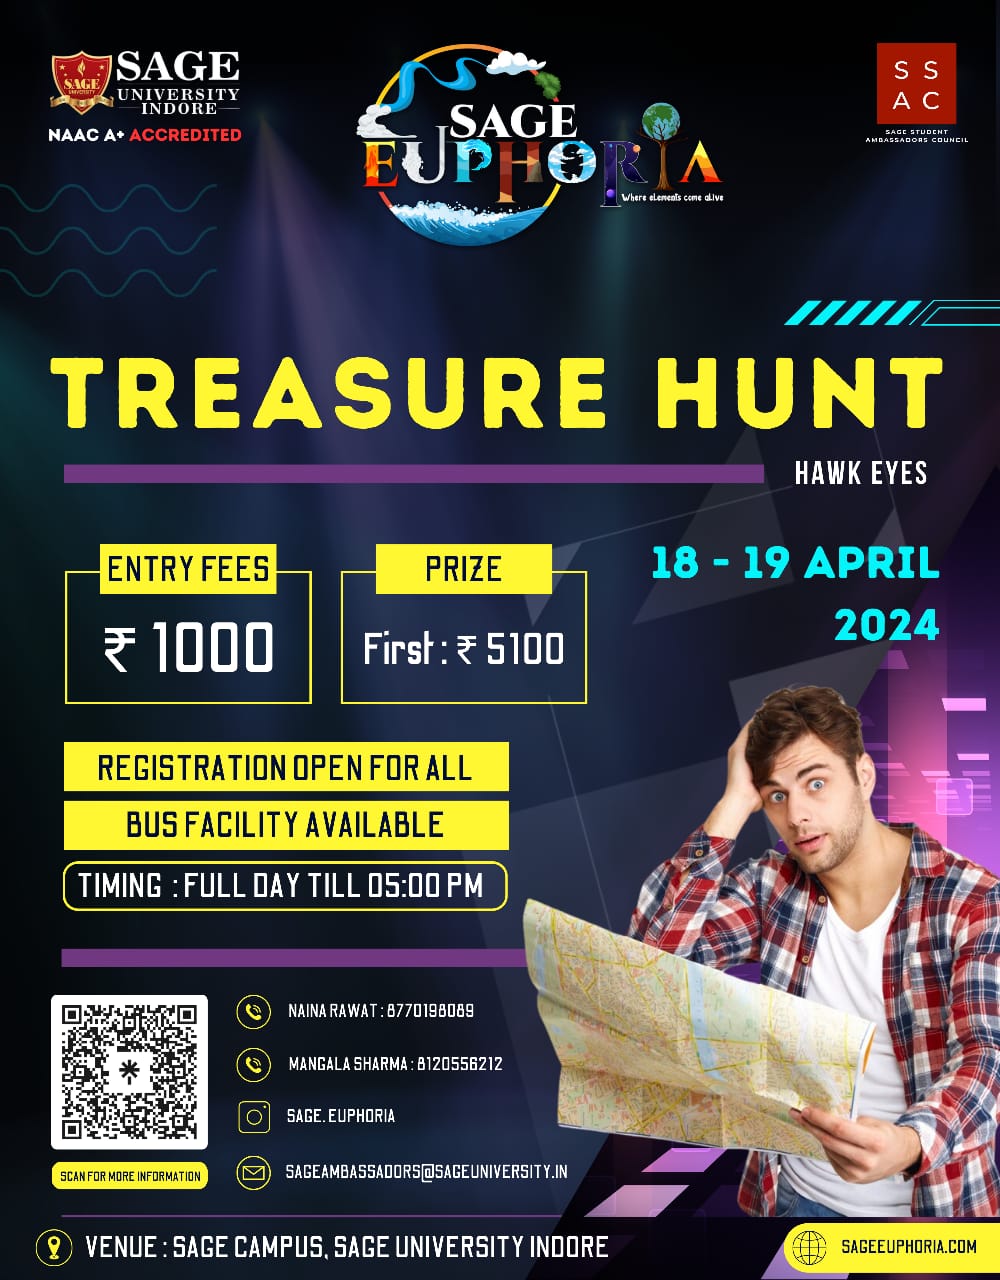 SAGE
UNIVERSITY
INDORE
NAAC A+ ACCREDITED
SAGE
UNIVERSITY
SAGE
EUPHORIA
Where elements come alive
S S
A C
SAGE STUDENT
AMBASSADORS COUNCIL
TREASURE HUNT
HAWK EYES
ENTRY FEES
₹ 1000
PRIZE
First : ₹ 5100
18 - 19 APRIL
2024
REGISTRATION OPEN FOR ALL
BUS FACILITY AVAILABLE
TIMING : FULL DAY TILL 05:00 PM
NAINA RAWAT : 8770198089
MANGALA SHARMA : 8120556212
SAGE. EUPHORIA
SAGEAMBASSADORS@SAGEUNIVERSITY.IN
SCAN FOR MORE INFORMATION
VENUE : SAGE CAMPUS, SAGE UNIVERSITY INDORE
SAGEEUPHORIA.COM